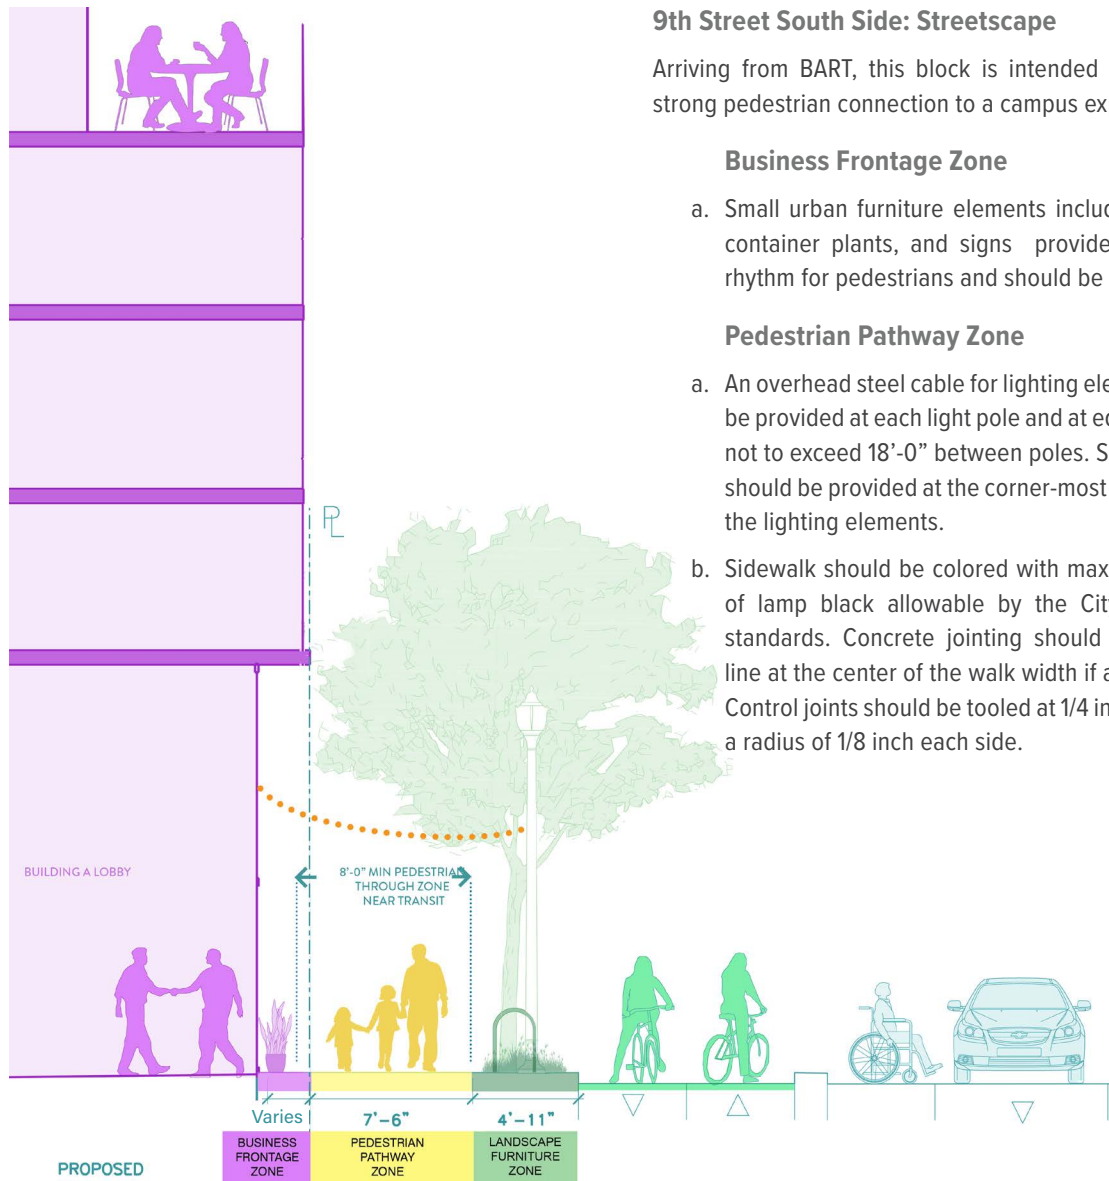 9th Street South Side: Streetscape
Arriving from BART, this block is intended
strong pedestrian connection to a campus ex
Business Frontage Zone
a. Small urban furniture elements includ
container plants, and signs provide
rhythm for pedestrians and should be
Pedestrian Pathway Zone
a. An overhead steel cable for lighting ele
be provided at each light pole and at eq
not to exceed 18’-0” between poles. S
should be provided at the corner-most
the lighting elements.
b. Sidewalk should be colored with max
of lamp black allowable by the City
standards. Concrete jointing should
line at the center of the walk width if a
Control joints should be tooled at 1/4 in
a radius of 1/8 inch each side.
PL
BUILDING A LOBBY
8’-0” MIN PEDESTRIAN
THROUGH ZONE
NEAR TRANSIT
Varies
7’-6”
4’-11”
BUSINESS
FRONTAGE
ZONE
PEDESTRIAN
PATHWAY
ZONE
LANDSCAPE
FURNITURE
ZONE
PROPOSED